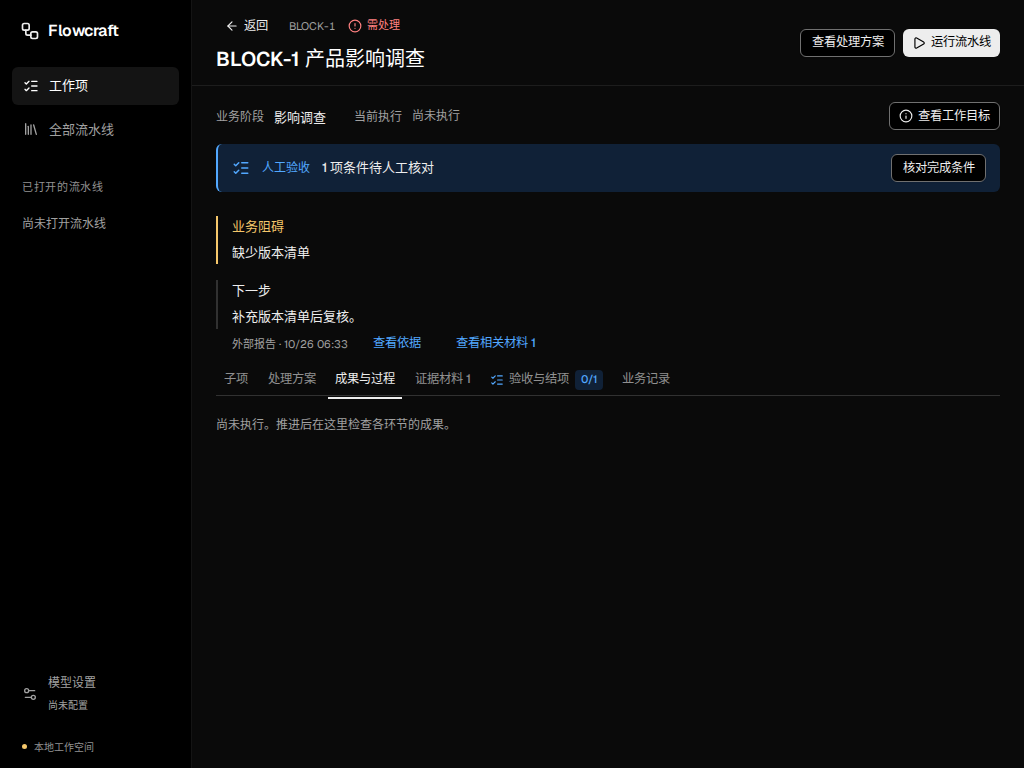 Flowcraft
工作项
全部流水线
已打开的流水线
尚未打开流水线
模型设置
尚未配置
本地工作空间
返回 BLOCK-1 需处理
BLOCK-1 产品影响调查
查看处理方案 运行流水线
业务阶段 影响调查 当前执行 尚未执行 查看工作目标
人工验收 1 项条件待人工核对 核对完成条件
业务阻碍
缺少版本清单
下一步
补充版本清单后复核。
外部报告 · 10/26 06:33 查看依据 查看相关材料 1
子项 处理方案 成果与过程 证据材料 1 验收与结项 0/1 业务记录
尚未执行。推进后在这里检查各环节的成果。